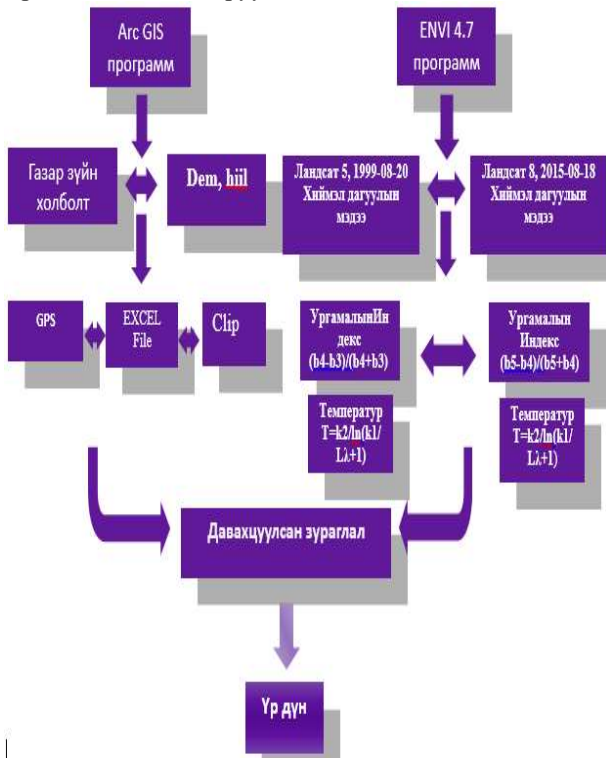 Arc GIS
программ
ENVI 4.7
программ
Газар зүйн
холболт
Dem, hiil
Ландсат 5, 1999-08-20
Хиймэл дагуулын
мэдээ
Ландсат 8, 2015-08-18
Хиймэл дагуулын
мэдээ
GPS
EXCEL
File
Clip
УргамалынИн
декс
(b4-b3)/(b4+b3)
Ургамалын
Индекс
(b5-b4)/(b5+b4)
Температур
T=k2/ln(k1/
Lλ+1)
Температур
T=k2/ln(k1/
Lλ+1)
Давахцуулсан зураглал
Үр дүн